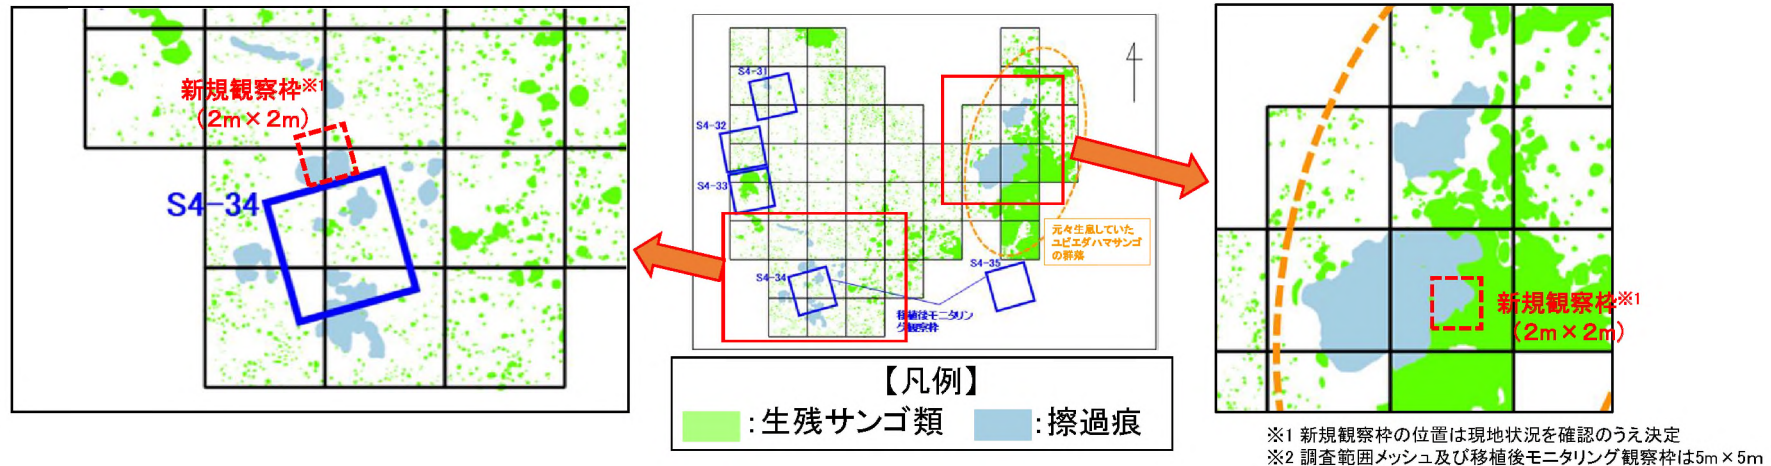 新規観察枠※1
(2m×2m)
S4-34
S4-31
S4-32
S4-33
S4-34
S4-35
移植後モニタリン
グ観察枠
元々生息していた
ユビエダハマサンゴ
の群落
【凡例】
:生残サンゴ類
:擦過痕
新規観察枠※1
(2m×2m)
※1 新規観察枠の位置は現地状況を確認のうえ決定
※2 調査範囲メッシュ及び移植後モニタリング観察枠は5m×5m